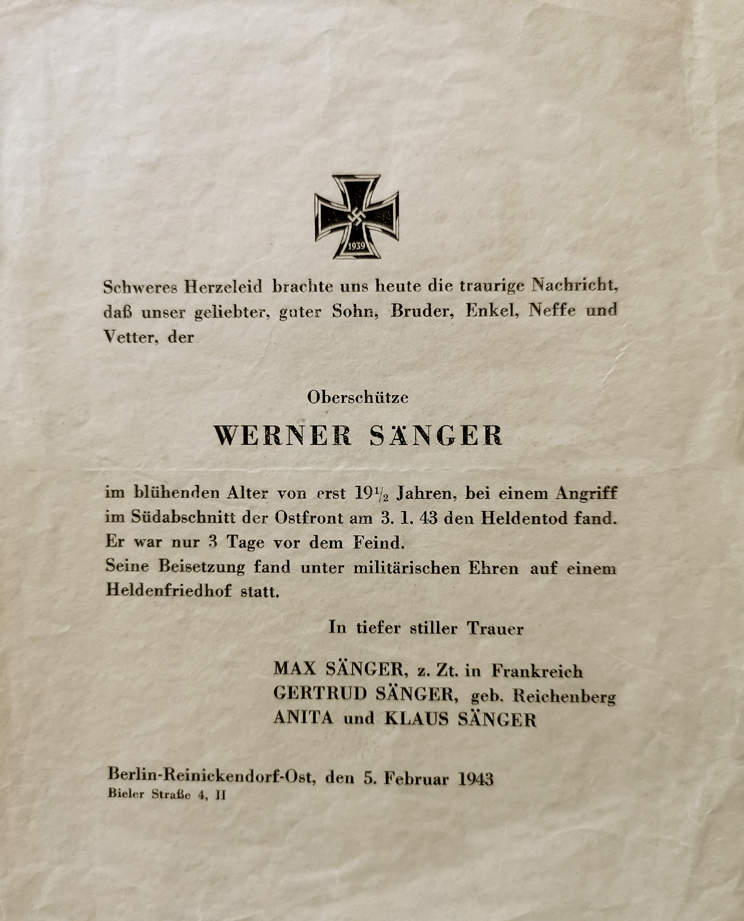 1939
Schweres Herzeleid brachte uns heute die traurige Nachricht,
daß unser geliebter, guter Sohn, Bruder, Enkel, Neffe und
Vetter, der
Oberschütze
WERNER SÄNGER
im blühenden Alter von erst 19½ Jahren, bei einem Angriff
im Südabschnitt der Ostfront am 3. 1. 43 den Heldentod fand.
Er war nur 3 Tage vor dem Feind.
Seine Beisetzung fand unter militärischen Ehren auf einem
Heldenfriedhof statt.
In tiefer stiller Trauer
MAX SÄNGER, z. Zt. in Frankreich
GERTRUD SÄNGER, geb. Reichenberg
ANITA und KLAUS SÄNGER
Berlin-Reinickendorf-Ost, den 5. Februar 1943
Bieler Straße 4, II